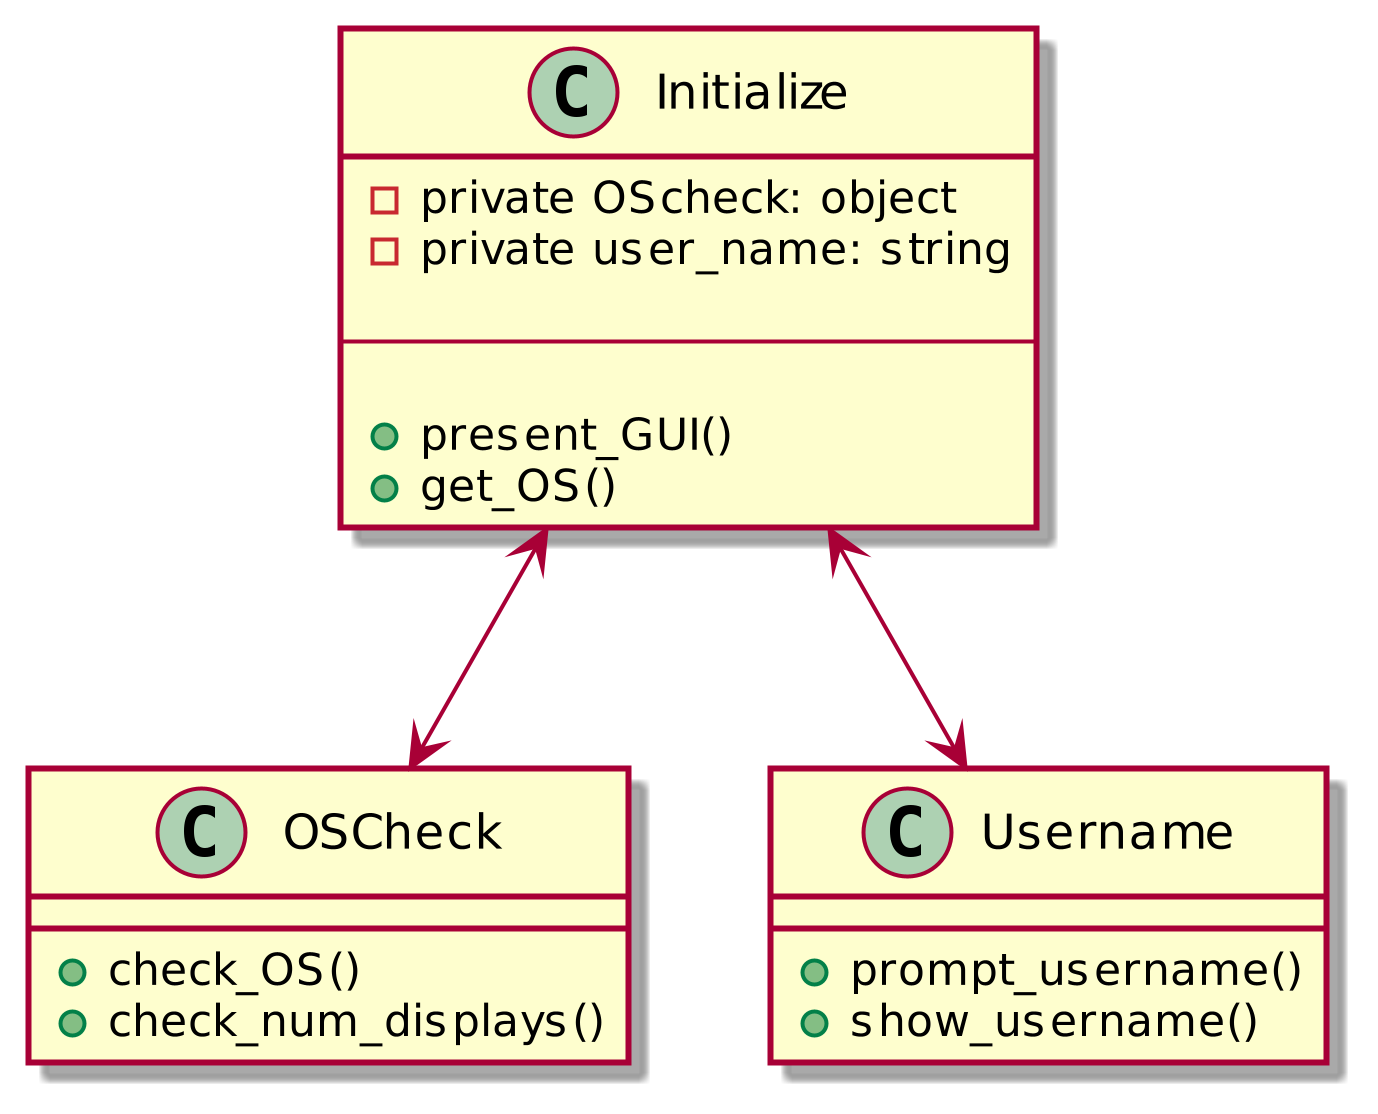 C Initialize
private OScheck: object
private user_name: string
present_GUI()
get_OS()
C OSCheck
check_OS()
check_num_displays()
C Username
prompt_username()
show_username()